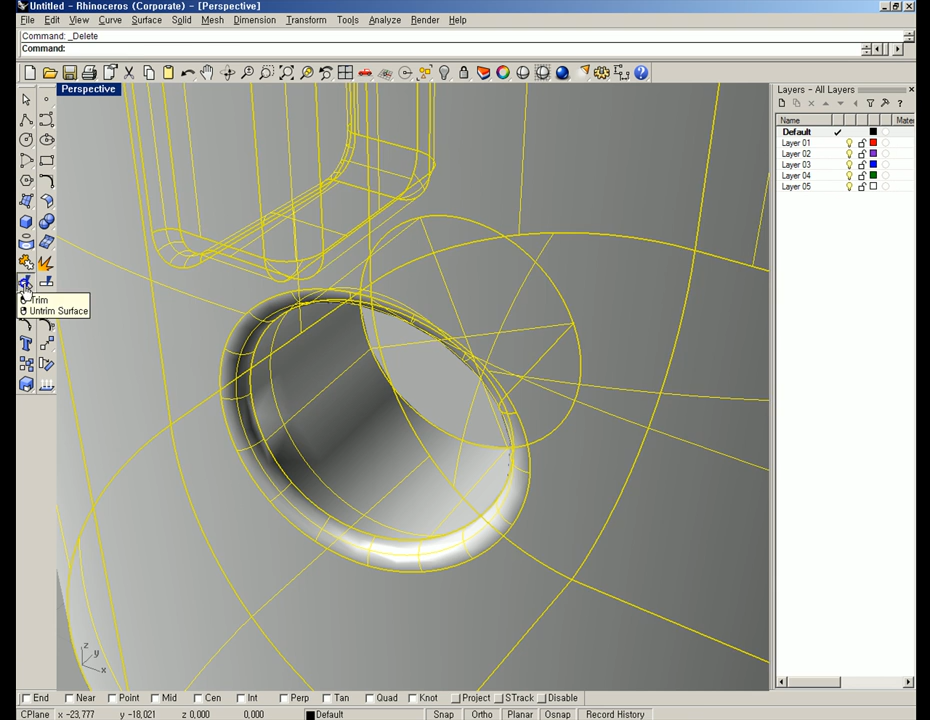 Untitled - Rhinoceros (Corporate) - [Perspective]
File Edit View Curve Surface Solid Mesh Dimension Transform Tools Analyze Render Help
Command: _Delete
Command:
Perspective
Layers - All Layers
Name Mater
Default
Layer 01
Layer 02
Layer 03
Layer 04
Layer 05
Trim
Untrim Surface
z
y
x
End Near Point Mid Cen Int Perp Tan Quad Knot Project STrack Disable
CPlane x -23,777 y -18,021 z 0,000 0,000 Default Snap Ortho Planar Osnap Record History